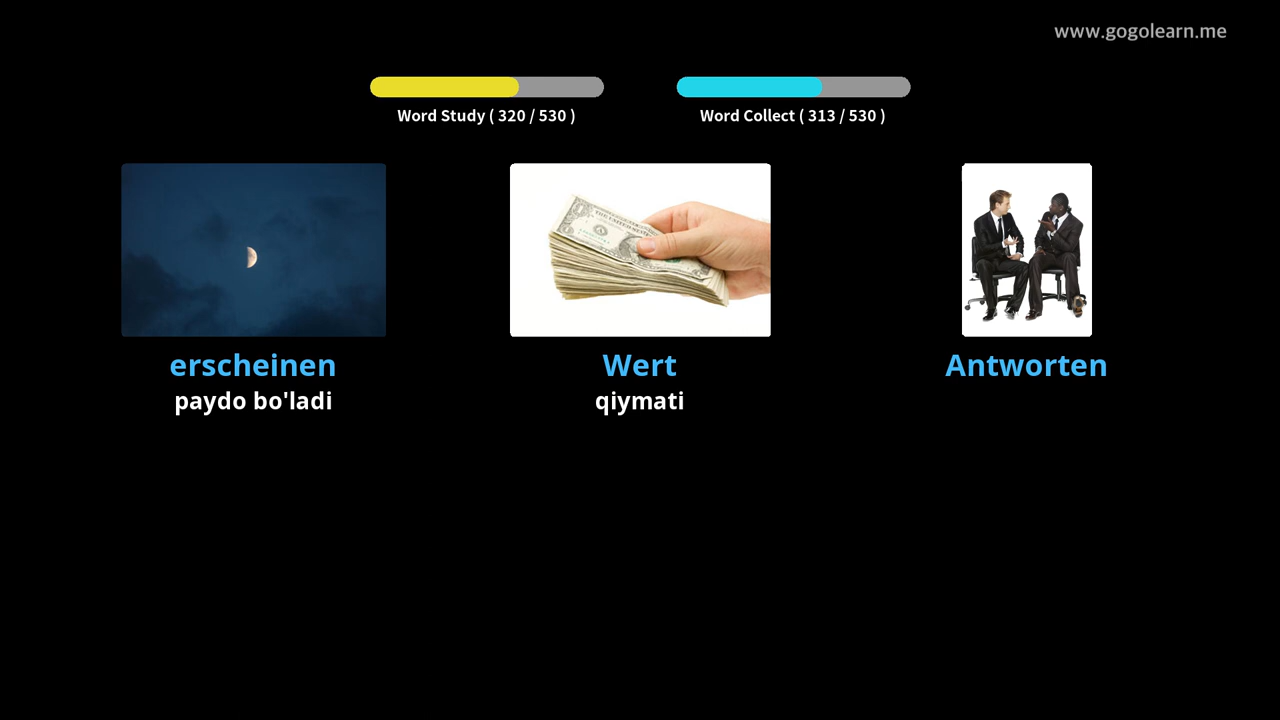 www.gogolearn.me
Word Study ( 320 / 530 )
Word Collect ( 313 / 530 )
erscheinen
paydo bo'ladi
Wert
qiymati
Antworten